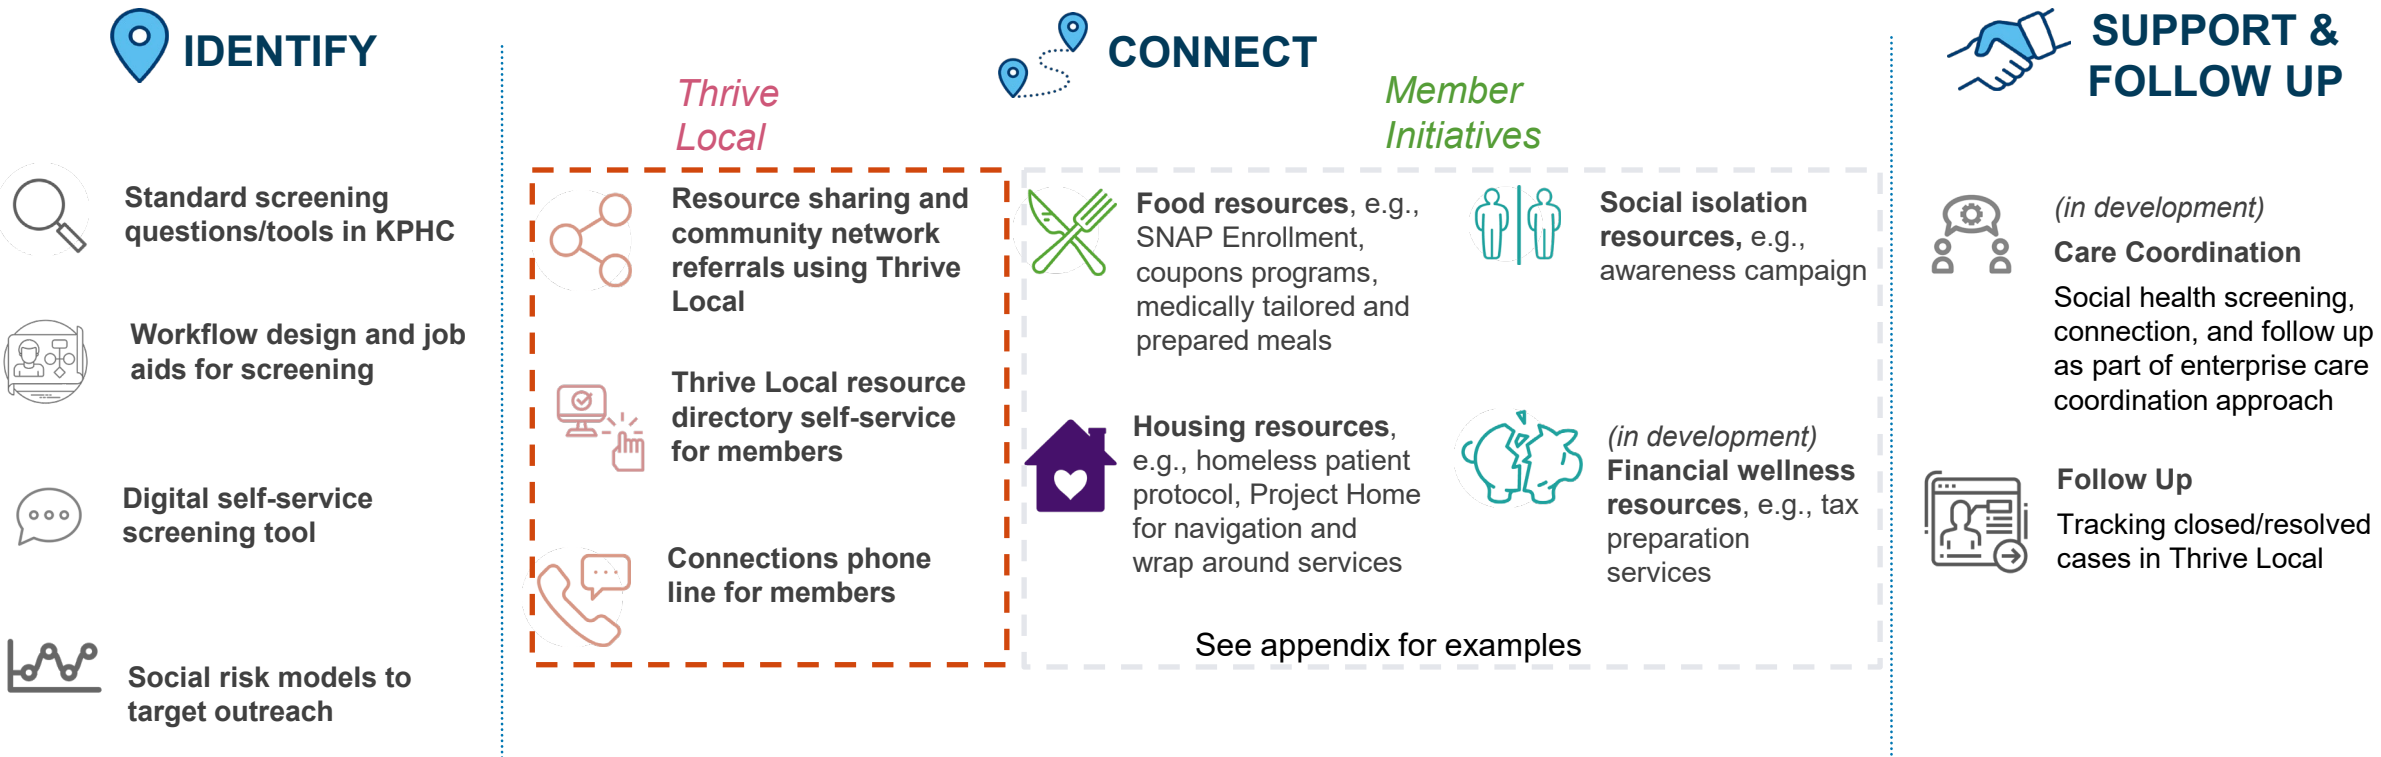 IDENTIFY
Standard screening
questions/tools in KPHC
Workflow design and job
aids for screening
Digital self-service
screening tool
Social risk models to
target outreach
CONNECT
Thrive
Local
Resource sharing and
community network
referrals using Thrive
Local
Thrive Local resource
directory self-service
for members
Connections phone
line for members
Member
Initiatives
Food resources, e.g.,
SNAP Enrollment,
coupons programs,
medically tailored and
prepared meals
Housing resources,
e.g., homeless patient
protocol, Project Home
for navigation and
wrap around services
Social isolation
resources, e.g.,
awareness campaign
(in development)
Financial wellness
resources, e.g., tax
preparation
services
See appendix for examples
SUPPORT &
FOLLOW UP
(in development)
Care Coordination
Social health screening,
connection, and follow up
as part of enterprise care
coordination approach
Follow Up
Tracking closed/resolved
cases in Thrive Local